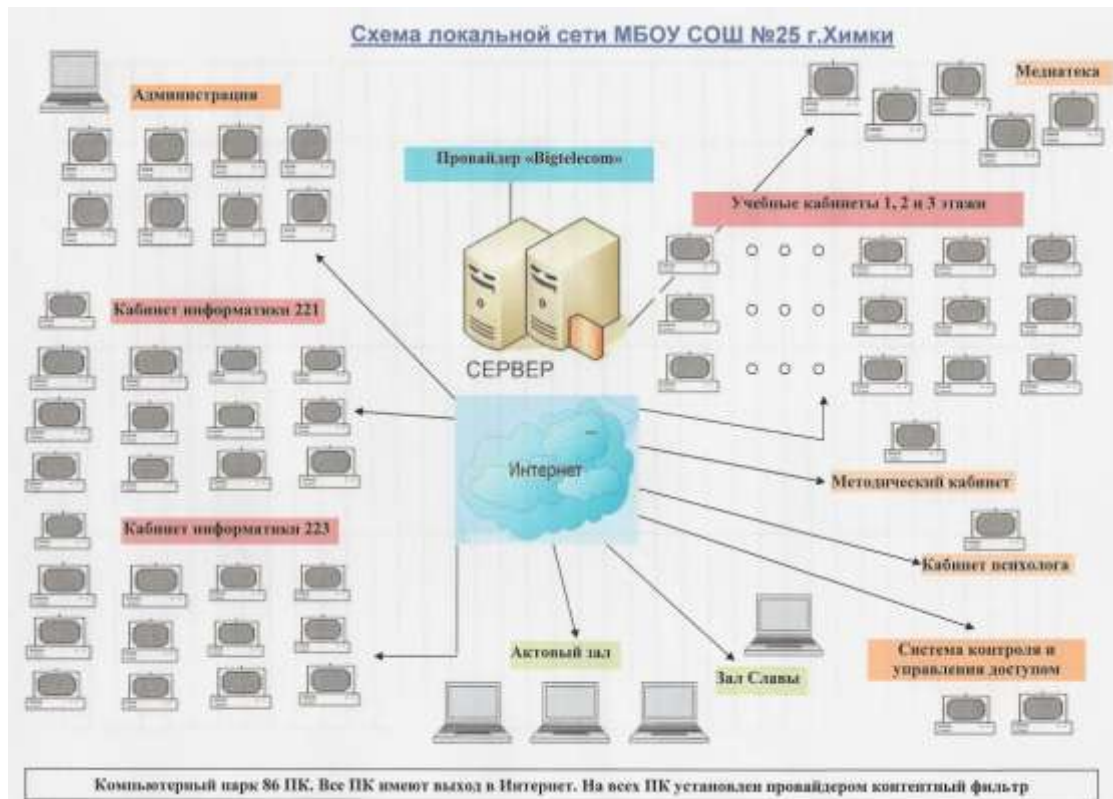 Схема локальной сети МБОУ СОШ №25 г.Химки
Администрация
Медиатека
Провайдер «Bigtelecom»
Учебные кабинеты 1, 2 и 3 этажи
Кабинет информатики 221
СЕРВЕР
Интернет
Методический кабинет
Кабинет информатики 223
Кабинет психолога
Актовый зал
Зал Славы
Система контроля и
управления доступом
Компьютерный парк 86 ПК. Все ПК имеют выход в Интернет. На всех ПК установлен провайдером контентный фильтр